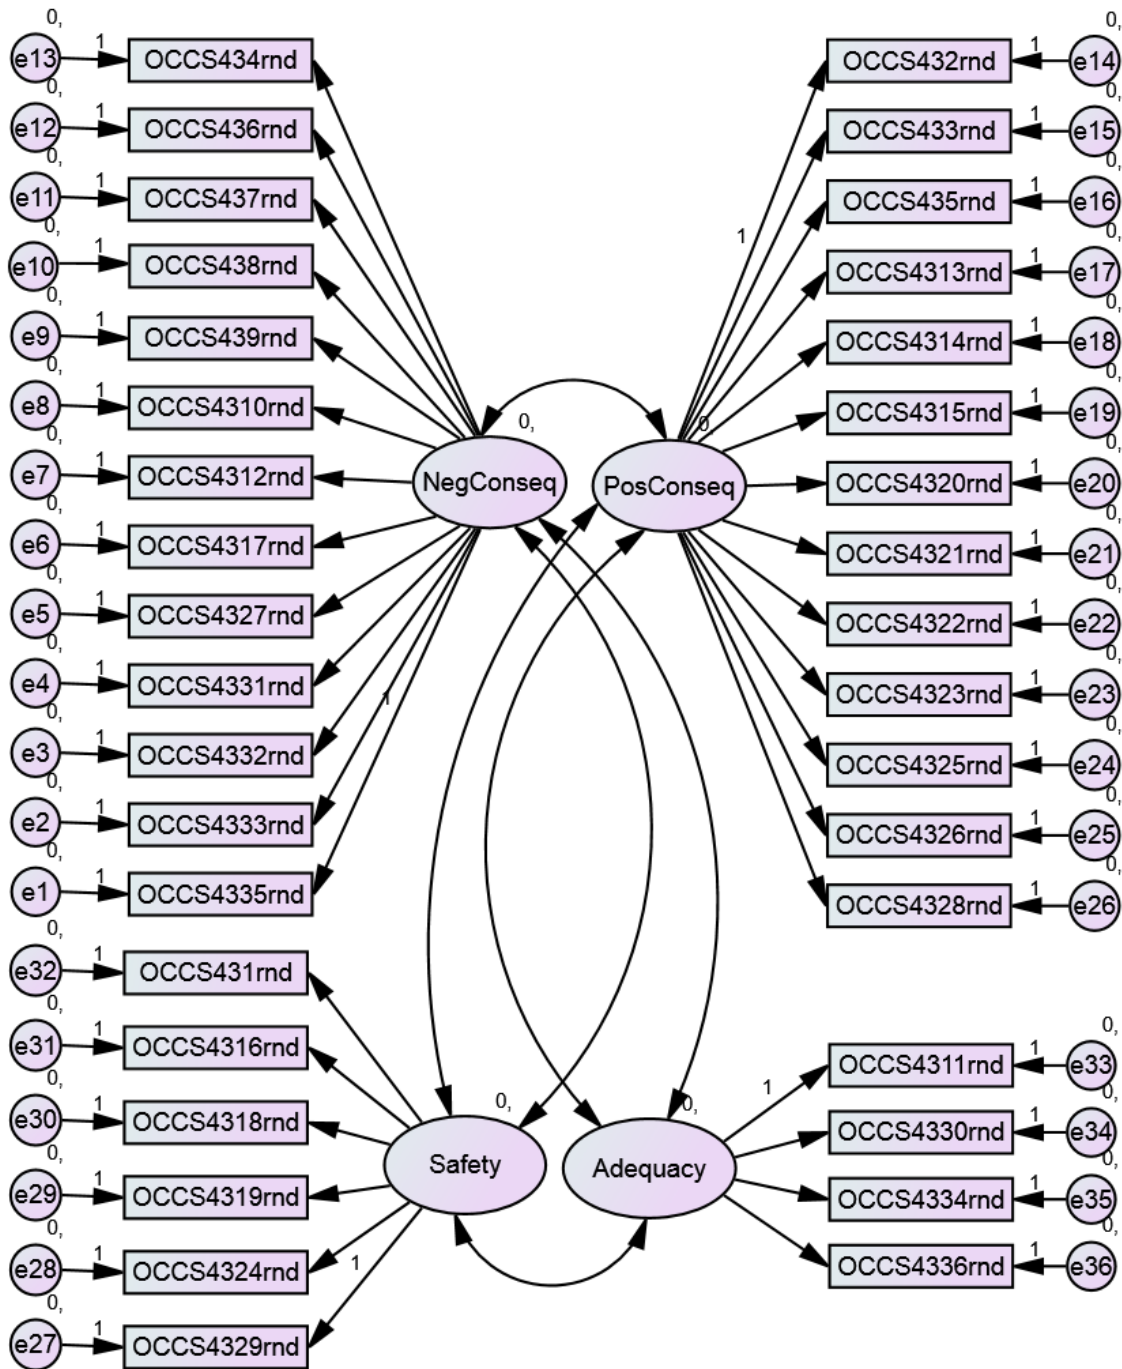 0,
e13 1 OCCS434rnd
0,
e12 1 OCCS436rnd
0,
e11 1 OCCS437rnd
0,
e10 1 OCCS438rnd
0,
e9 1 OCCS439rnd
0,
e8 1 OCCS4310rnd
0,
e7 1 OCCS4312rnd
0,
e6 1 OCCS4317rnd
0,
e5 1 OCCS4327rnd
0,
e4 1 OCCS4331rnd
0,
e3 1 OCCS4332rnd
0,
e2 1 OCCS4333rnd
0,
e1 1 OCCS4335rnd
1
0,
NegConseq
0,
PosConseq
1
0,
OCCS432rnd 1 e14
0,
OCCS433rnd 1 e15
0,
OCCS435rnd 1 e16
0,
OCCS4313rnd 1 e17
0,
OCCS4314rnd 1 e18
0,
OCCS4315rnd 1 e19
0,
OCCS4320rnd 1 e20
0,
OCCS4321rnd 1 e21
0,
OCCS4322rnd 1 e22
0,
OCCS4323rnd 1 e23
0,
OCCS4325rnd 1 e24
0,
OCCS4326rnd 1 e25
0,
OCCS4328rnd 1 e26
0,
e32 1 OCCS431rnd
0,
e31 1 OCCS4316rnd
0,
e30 1 OCCS4318rnd
0,
e29 1 OCCS4319rnd
0,
e28 1 OCCS4324rnd
0,
e27 1 OCCS4329rnd
1
0,
Safety
0,
Adequacy
1
0,
OCCS4311rnd 1 e33
0,
OCCS4330rnd 1 e34
0,
OCCS4334rnd 1 e35
0,
OCCS4336rnd 1 e36